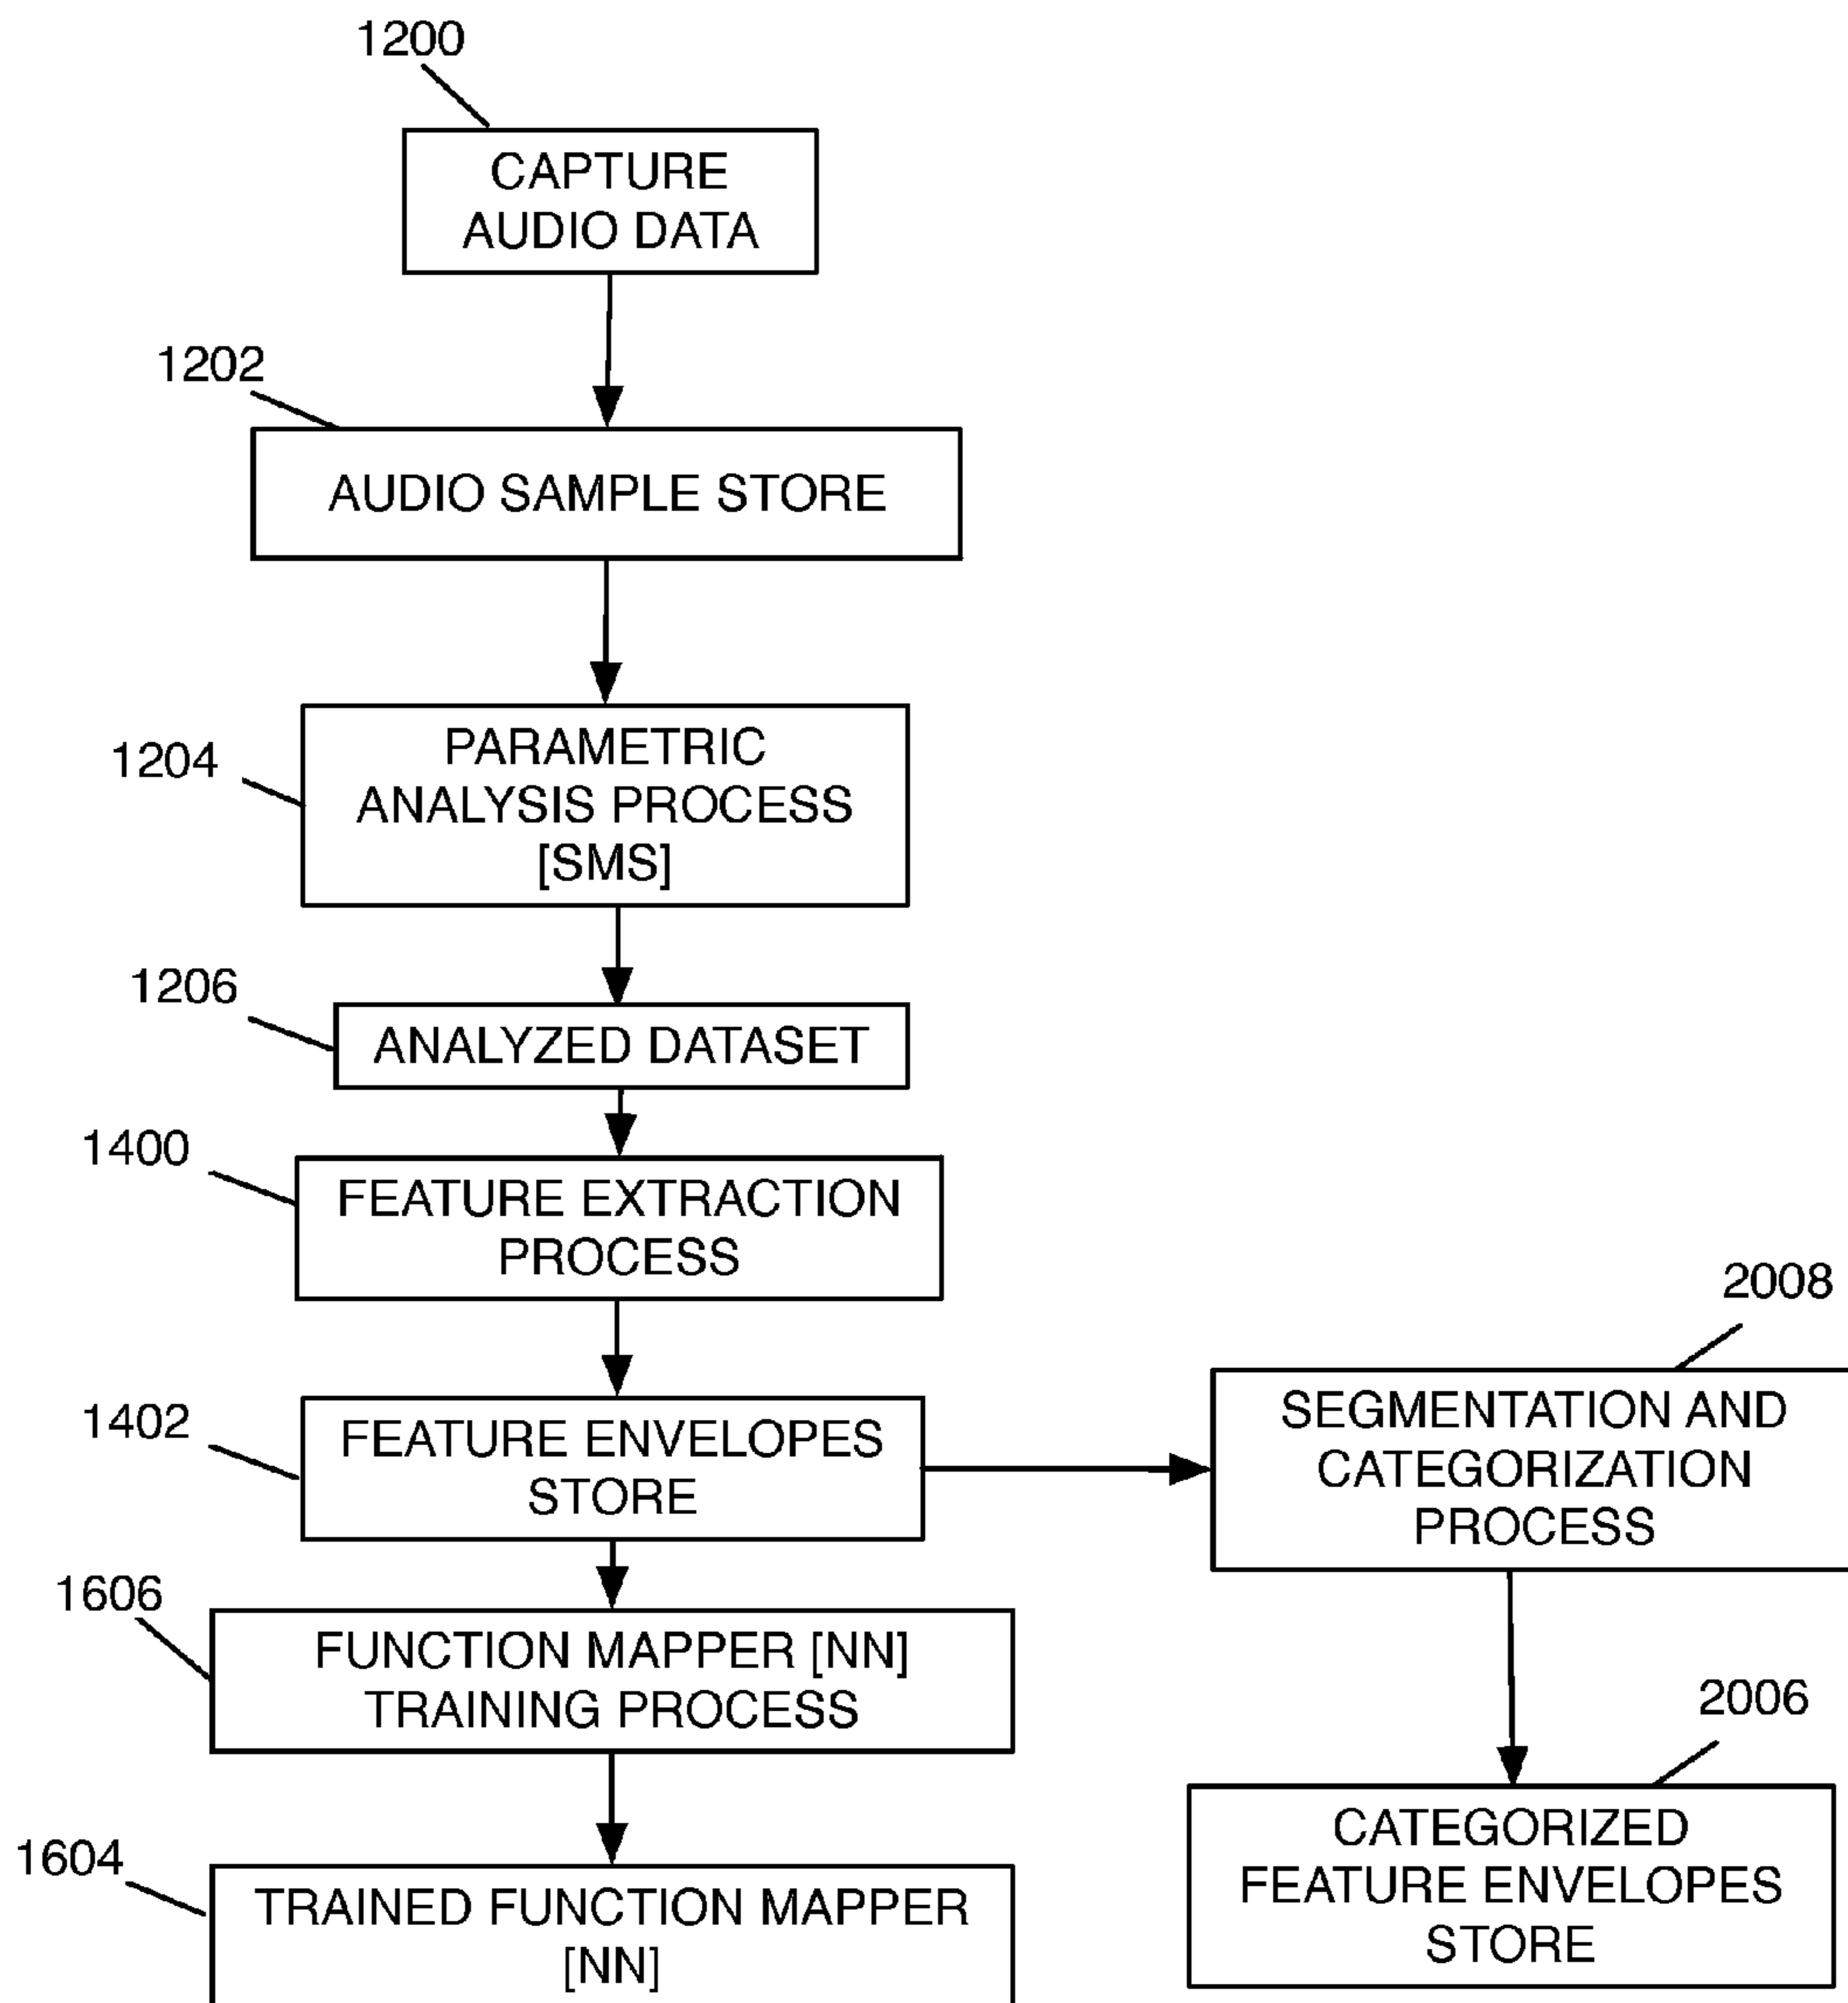 1200
CAPTURE
AUDIO DATA
1202
AUDIO SAMPLE STORE
1204
PARAMETRIC
ANALYSIS PROCESS
[SMS]
1206
ANALYZED DATASET
1400
FEATURE EXTRACTION
PROCESS
1402
FEATURE ENVELOPES
STORE
2008
SEGMENTATION AND
CATEGORIZATION
PROCESS
1606
FUNCTION MAPPER [NN]
TRAINING PROCESS
2006
CATEGORIZED
FEATURE ENVELOPES
STORE
1604
TRAINED FUNCTION MAPPER
[NN]